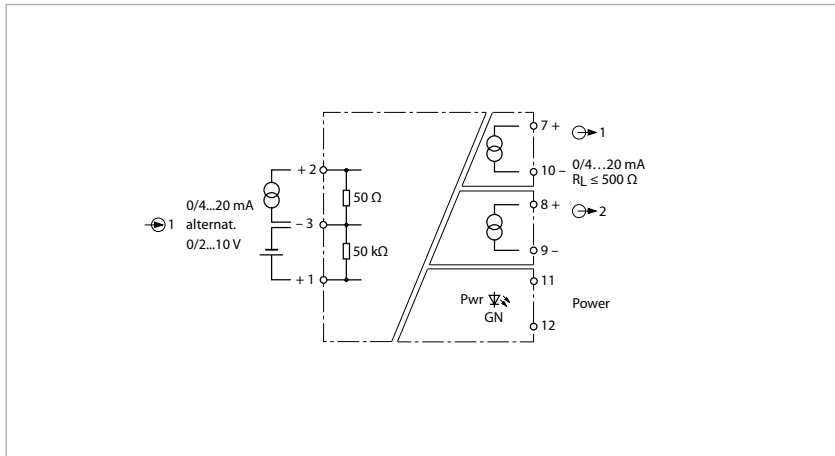 0/4...20 mA
1 alternat.
0/2...10 V
+ 2
– 3
+ 1
50 Ω
50 kΩ
7 +
1
10 –
0/4…20 mA
RL ≤ 500 Ω
8 +
2
9 –
11
Pwr
GN
Power
12